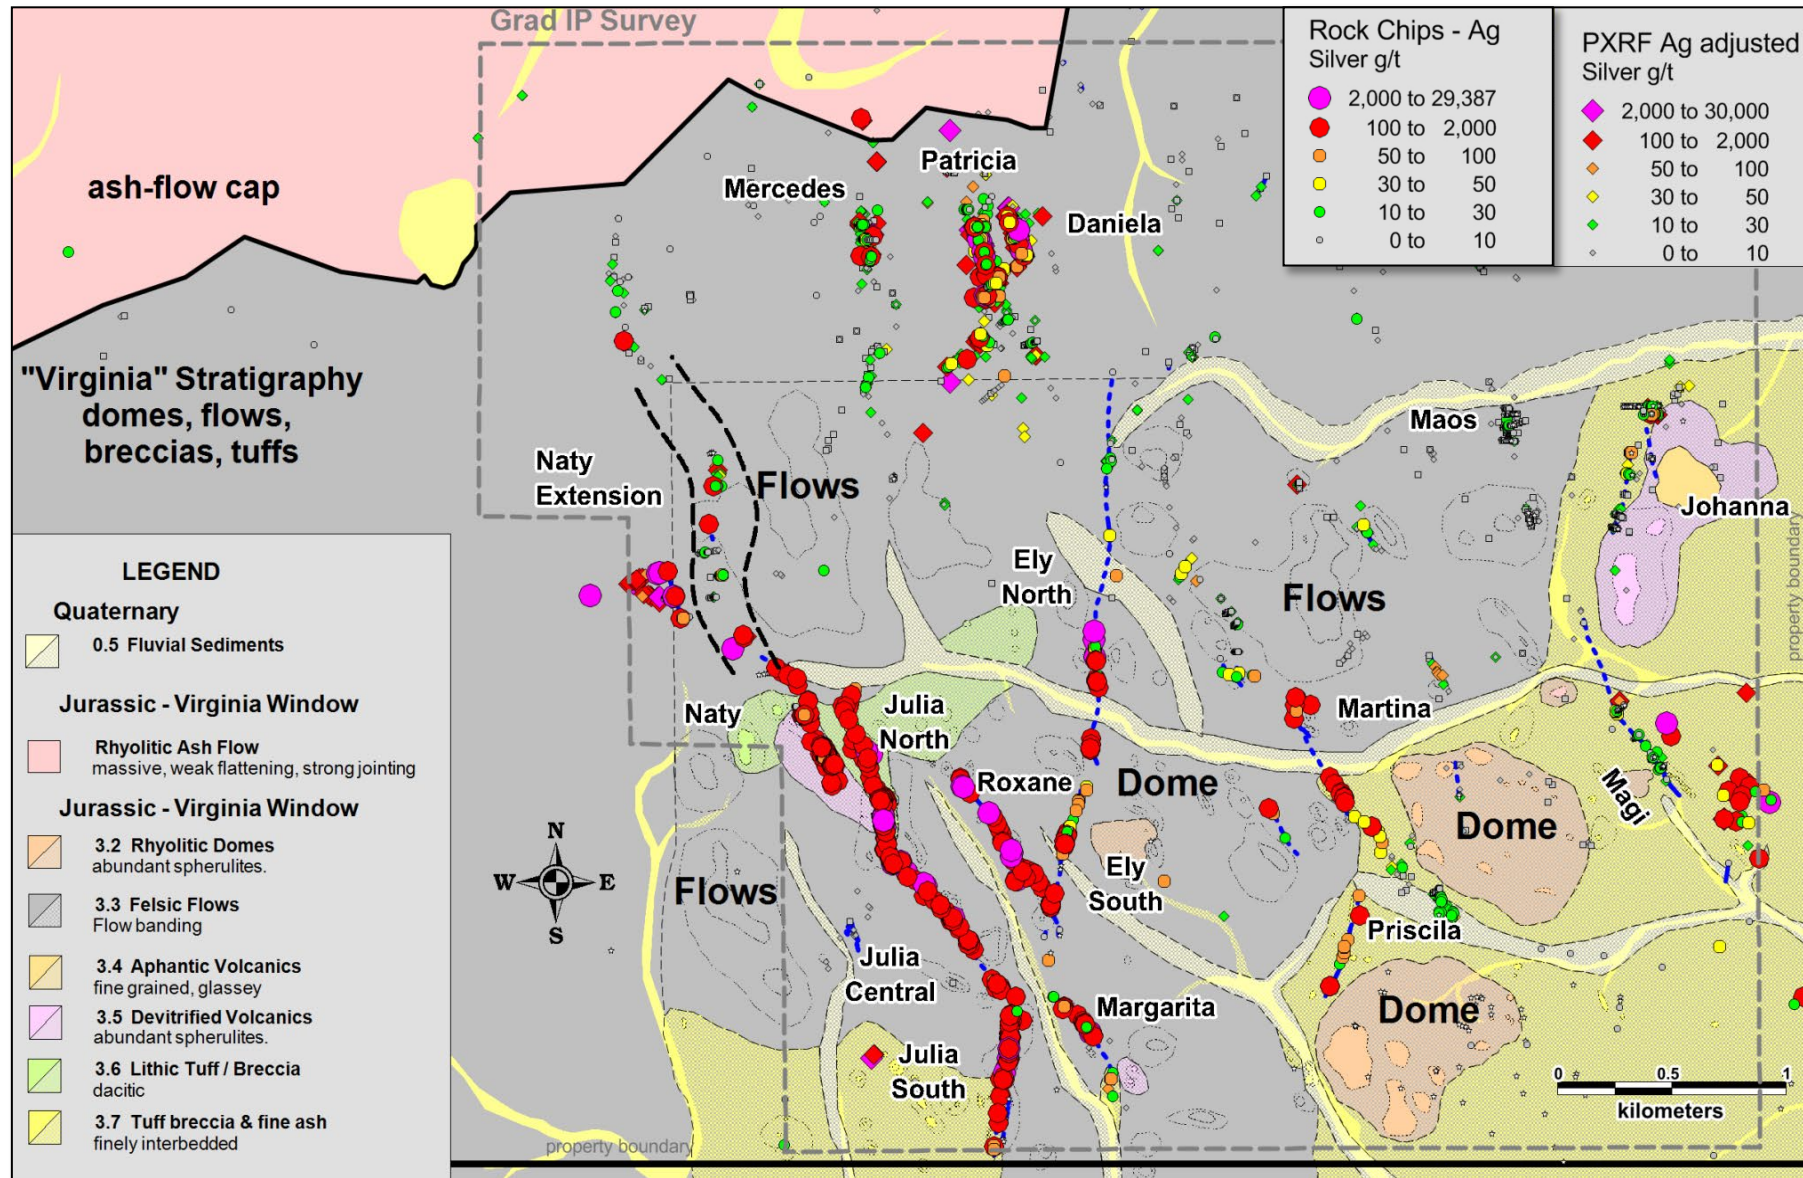 Grad IP Survey
Rock Chips - Ag
Silver g/t
2,000 to 29,387
100 to 2,000
50 to 100
30 to 50
10 to 30
0 to 10
PXRF Ag adjusted
Silver g/t
2,000 to 30,000
100 to 2,000
50 to 100
30 to 50
10 to 30
0 to 10
ash-flow cap
Patricia
Mercedes
Daniela
"Virginia" Stratigraphy
domes, flows,
breccias, tuffs
Maos
Naty
Extension
Flows
Johanna
Ely
North
Flows
property boundary
LEGEND
Quaternary
0.5 Fluvial Sediments
Jurassic - Virginia Window
Rhyolitic Ash Flow
massive, weak flattening, strong jointing
Jurassic - Virginia Window
3.2 Rhyolitic Domes
abundant spherulites.
3.3 Felsic Flows
Flow banding
3.4 Aphantic Volcanics
fine grained, glassey
3.5 Devitrified Volcanics
abundant spherulites.
3.6 Lithic Tuff / Breccia
dacitic
3.7 Tuff breccia & fine ash
finely interbedded
Naty
Julia
North
Martina
Roxane
Dome
Magi
Dome
N
W
E
S
Flows
Ely
South
Priscila
Julia
Central
Margarita
Dome
Julia
South
0
0.5
1
kilometers
property boundary